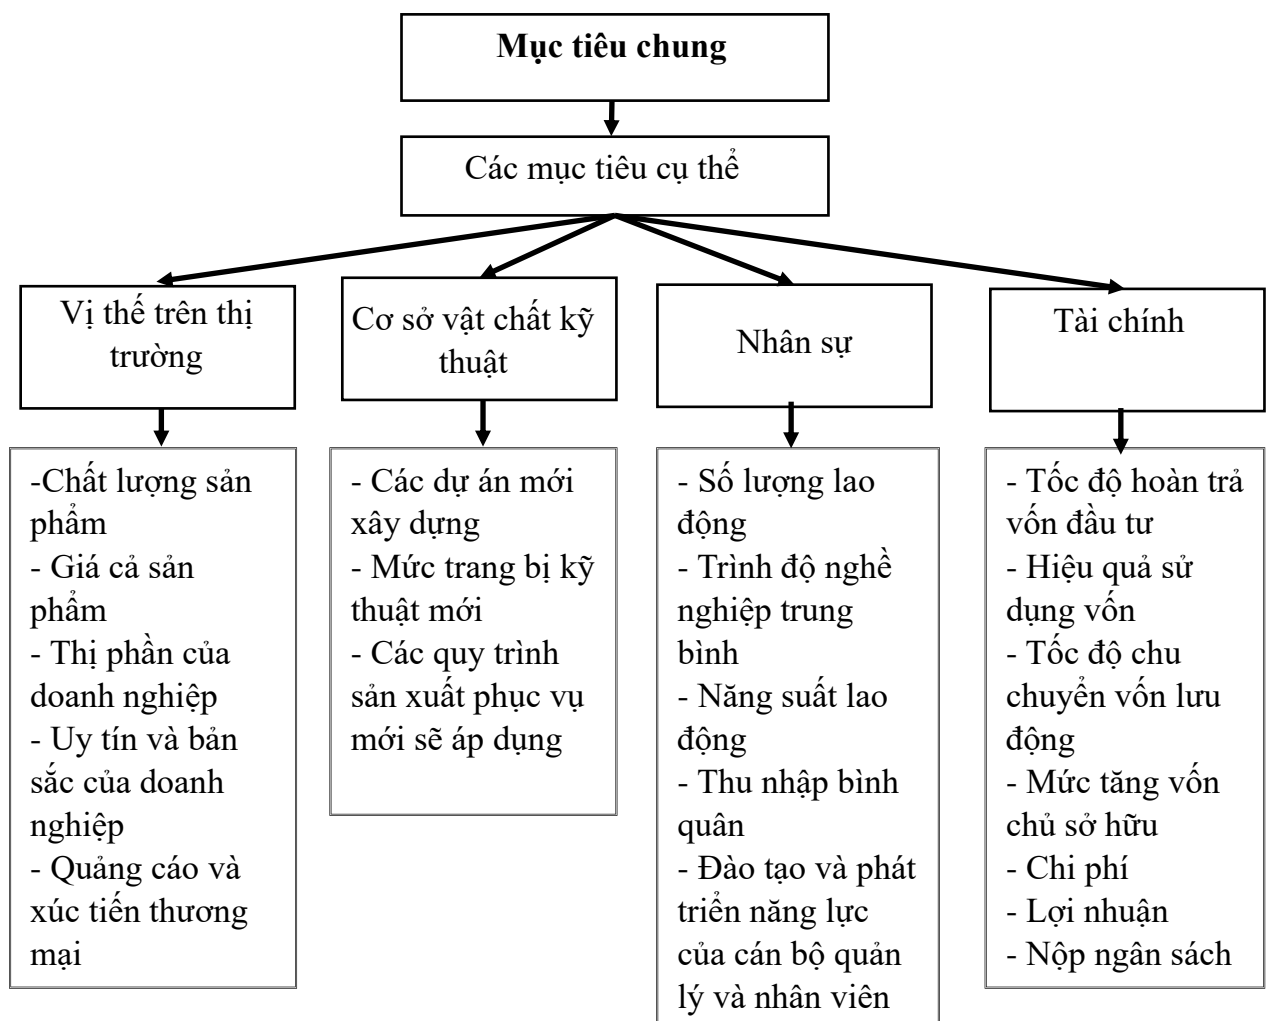 Mục tiêu chung
Các mục tiêu cụ thể
Vị thế trên thị
trường
Cơ sở vật chất kỹ
thuật
Nhân sự
Tài chính
-Chất lượng sản
phẩm
- Giá cả sản
phẩm
- Thị phần của
doanh nghiệp
- Uy tín và bản
sắc của doanh
nghiệp
- Quảng cáo và
xúc tiến thương
mại
- Các dự án mới
xây dựng
- Mức trang bị kỹ
thuật mới
- Các quy trình
sản xuất phục vụ
mới sẽ áp dụng
- Số lượng lao
động
- Trình độ nghề
nghiệp trung
bình
- Năng suất lao
động
- Thu nhập bình
quân
- Đào tạo và phát
triển năng lực
của cán bộ quản
lý và nhân viên
- Tốc độ hoàn trả
vốn đầu tư
- Hiệu quả sử
dụng vốn
- Tốc độ chu
chuyển vốn lưu
động
- Mức tăng vốn
chủ sở hữu
- Chi phí
- Lợi nhuận
- Nộp ngân sách